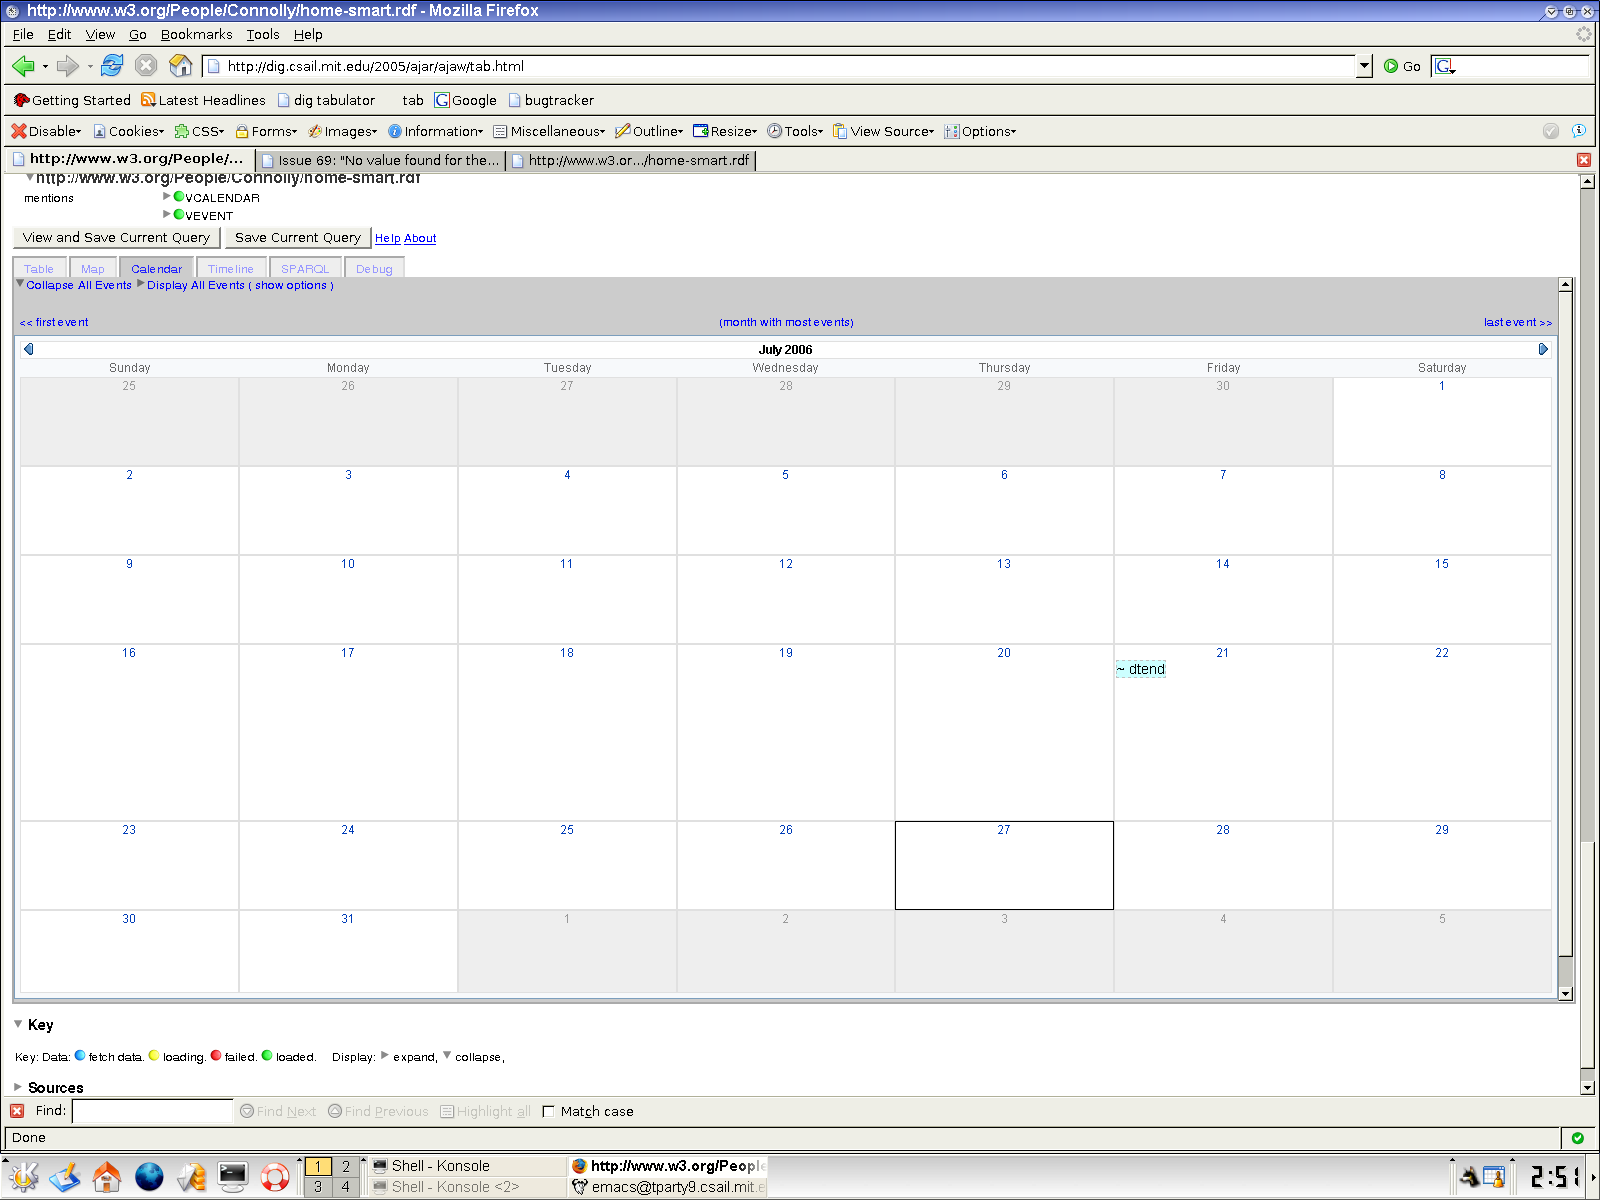 http://www.w3.org/People/Connolly/home-smart.rdf - Mozilla Firefox
File Edit View Go Bookmarks Tools Help
http://dig.csail.mit.edu/2005/ajar/ajaw/tab.html Go G
Getting Started Latest Headlines dig tabulator tab Google bugtracker
Disable Cookies CSS Forms Images Information Miscellaneous Outline Resize Tools View Source Options
http://www.w3.org/People/... Issue 69: "No value found for the... http://www.w3.or.../home-smart.rdf
http://www.w3.org/People/Connolly/home-smart.rdf
mentions VCALENDAR
VEVENT
View and Save Current Query Save Current Query Help About
Table Map Calendar Timeline SPARQL Debug
Collapse All Events Display All Events ( show options )
<< first event (month with most events) last event >>
July 2006
Sunday Monday Tuesday Wednesday Thursday Friday Saturday
25 26 27 28 29 30 1
2 3 4 5 6 7 8
9 10 11 12 13 14 15
16 17 18 19 20 21 22
~ dtend
23 24 25 26 27 28 29
30 31 1 2 3 4 5
Key
Key: Data: fetch data. loading. failed. loaded. Display: expand, collapse,
Sources
Find: Find Next Find Previous Highlight all Match case
Done
1 2 Shell - Konsole http://www.w3.org/Peopl
3 4 Shell - Konsole <2> emacs@tparty9.csail.mit.e
2:51